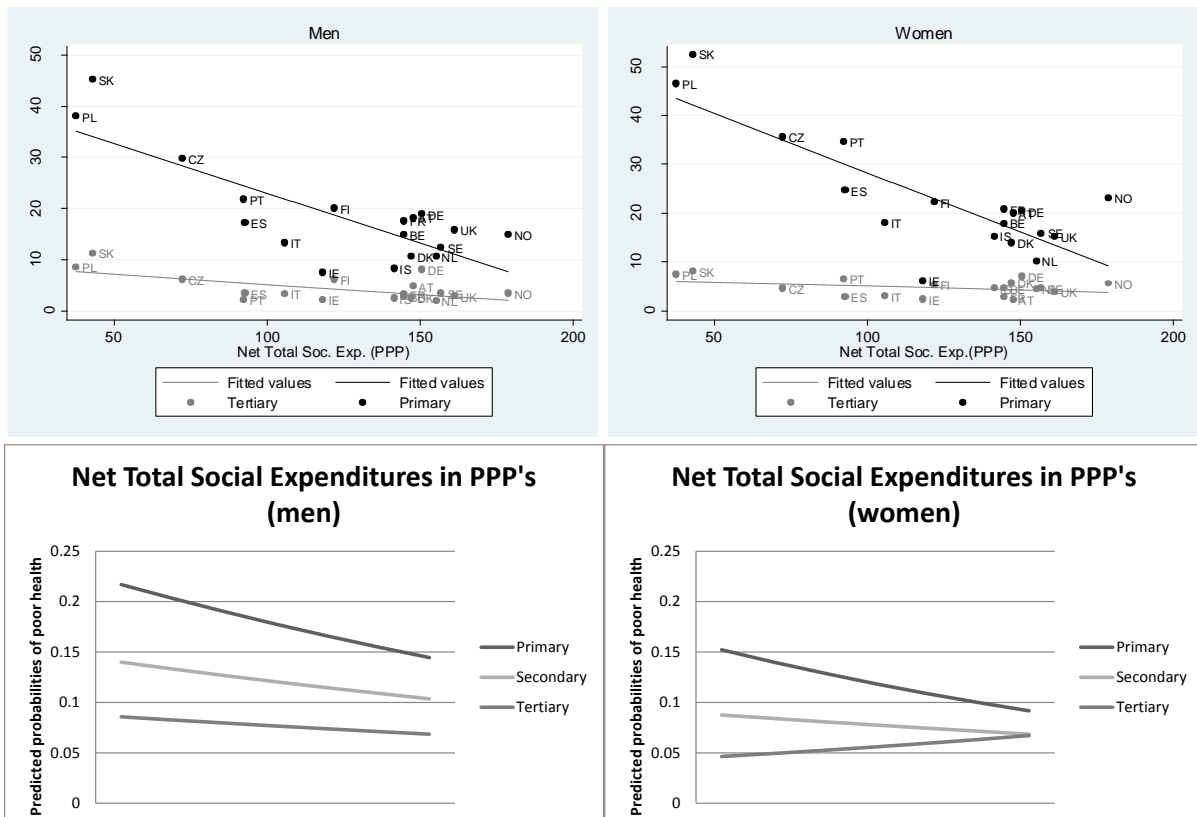 Men
50
40
30
20
10
0
SK
PL
CZ
PT
ES
IT
FI
IE
FR
DE
BE
UK
NO
SE
DK
NL
IS
SK
PL
CZ
FI
DE
AT
ES
PT
IT
IE
SE
UK
NL
NO
50 100 150 200
Net Total Soc. Exp. (PPP)
Fitted values Fitted values
Tertiary Primary
Women
50
40
30
20
10
0
SK
PL
CZ
PT
ES
IT
FI
DE
AT
BE
NO
IS
SE
UK
DK
NL
IE
PL
SK
CZ
PT
ES
IT
IE
FI
DE
DK
BE
AT
UK
NO
50 100 150 200
Net Total Soc. Exp.(PPP)
Fitted values Fitted values
Tertiary Primary
Net Total Social Expenditures in PPP's
(men)
Predicted probabilities of poor health
0.25
0.2
0.15
0.1
0.05
0
Primary
Secondary
Tertiary
Net Total Social Expenditures in PPP's
(women)
Predicted probabilities of poor health
0.25
0.2
0.15
0.1
0.05
0
Primary
Secondary
Tertiary